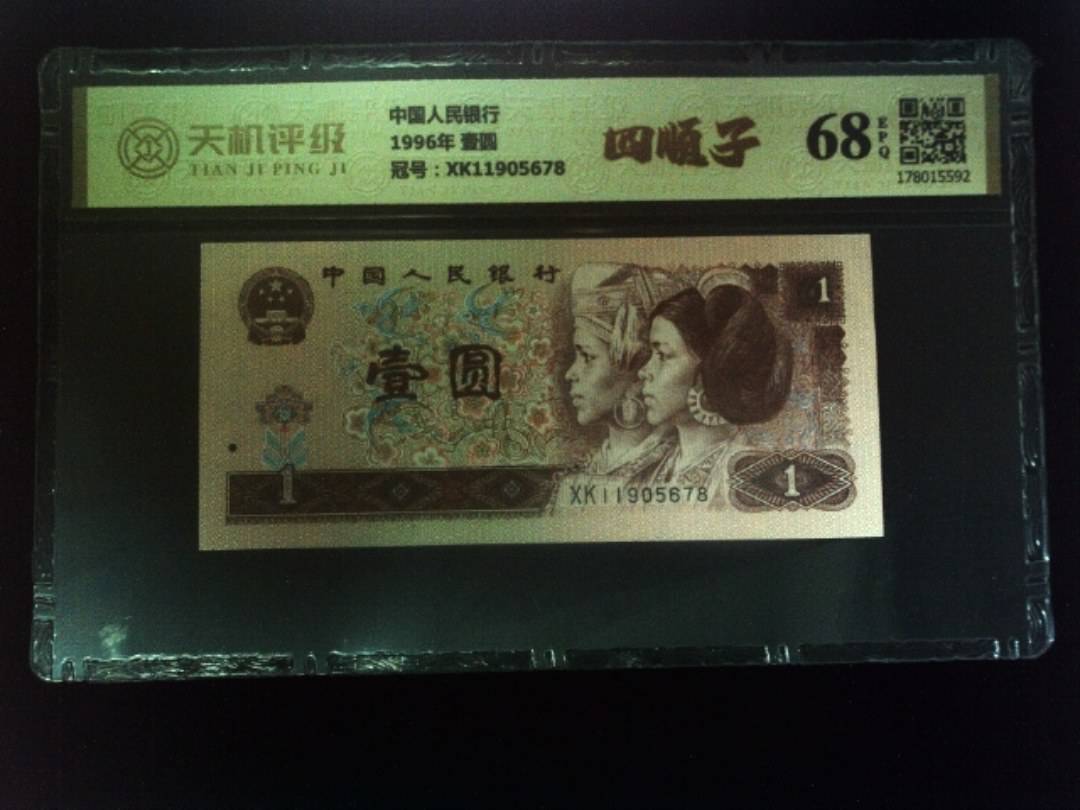 天机评级
TIAN JI PING JI
中国人民银行
1996年 壹圆
冠号：XK11905678
四顺子
68
EPQ
178015592
中国人民银行
壹圆
1
1
XK11905678
1